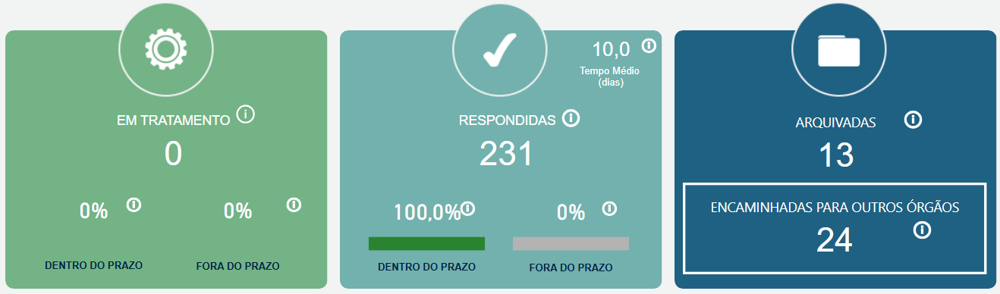 EM TRATAMENTO
0
0%
0%
DENTRO DO PRAZO
FORA DO PRAZO
10,0
Tempo Médio
(dias)
RESPONDIDAS
231
100,0%
0%
DENTRO DO PRAZO
FORA DO PRAZO
ARQUIVADAS
13
ENCAMINHADAS PARA OUTROS ÓRGÃOS
24